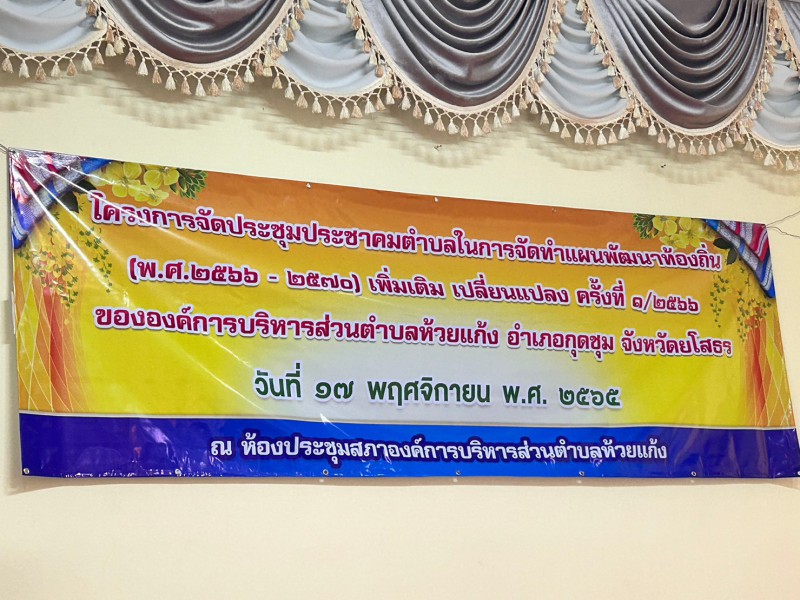 โครงการจัดประชุมประชาคมตำบลในการจัดทำแผนพัฒนาท้องถิ่น
(พ.ศ.๒๕๖๖ - ๒๕๗๐) เพิ่มเติม เปลี่ยนแปลง ครั้งที่ ๑/๒๕๖๖
ขององค์การบริหารส่วนตำบลห้วยแก้ง อำเภอกุดชุม จังหวัดยโสธร
วันที่ ๑๗ พฤศจิกายน พ.ศ. ๒๕๖๕
ณ ห้องประชุมสภาองค์การบริหารส่วนตำบลห้วยแก้ง